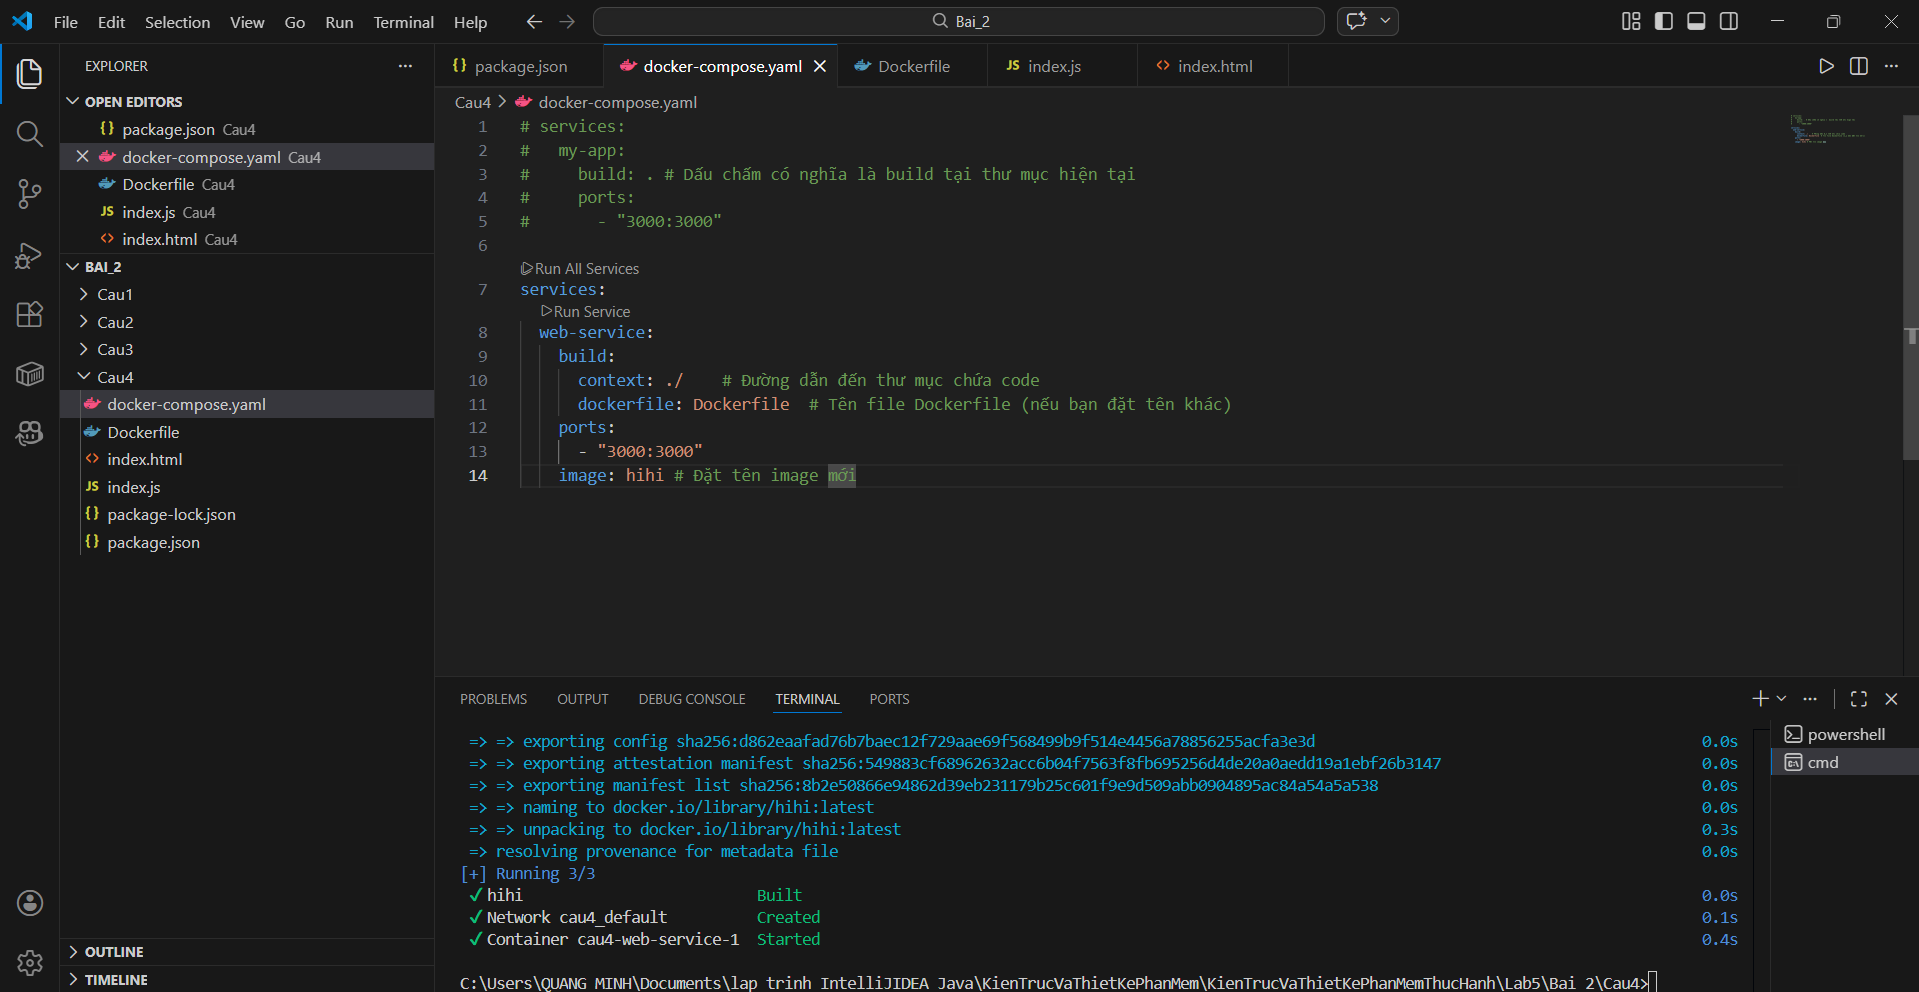 File Edit Selection View Go Run Terminal Help
Bai_2
EXPLORER
OPEN EDITORS
{} package.json Cau4
docker-compose.yaml Cau4
Dockerfile Cau4
JS index.js Cau4
<> index.html Cau4
BAI_2
Cau1
Cau2
Cau3
Cau4
docker-compose.yaml
Dockerfile
<> index.html
JS index.js
{} package-lock.json
{} package.json
OUTLINE
TIMELINE
{} package.json docker-compose.yaml Dockerfile JS index.js <> index.html
Cau4 > docker-compose.yaml
1 # services:
2 #   my-app:
3 #     build: . # Dấu chấm có nghĩa là build tại thư mục hiện tại
4 #     ports:
5 #       - "3000:3000"
6
Run All Services
7 services:
Run Service
8   web-service:
9     build:
10       context: ./    # Đường dẫn đến thư mục chứa code
11       dockerfile: Dockerfile  # Tên file Dockerfile (nếu bạn đặt tên khác)
12     ports:
13       - "3000:3000"
14     image: hihi # Đặt tên image mới
PROBLEMS OUTPUT DEBUG CONSOLE TERMINAL PORTS
=> => exporting config sha256:d862eaafad76b7baec12f729aae69f568499b9f514e4456a78856255acfa3e3d 0.0s
=> => exporting attestation manifest sha256:549883cf68962632acc6b04f7563f8fb695256d4de20a0aedd19a1ebf26b3147 0.0s
=> => exporting manifest list sha256:8b2e50866e94862d39eb231179b25c601f9e9d509abb0904895ac84a54a5a538 0.0s
=> => naming to docker.io/library/hihi:latest 0.0s
=> => unpacking to docker.io/library/hihi:latest 0.3s
=> resolving provenance for metadata file 0.0s
[+] Running 3/3
✔ hihi Built 0.0s
✔ Network cau4_default Created 0.1s
✔ Container cau4-web-service-1 Started 0.4s
C:\Users\QUANG MINH\Documents\lap trinh IntelliJIDEA Java\KienTrucVaThietKePhanMem\KienTrucVaThietKePhanMemThucHanh\Lab5\Bai_2\Cau4>
powershell
cmd